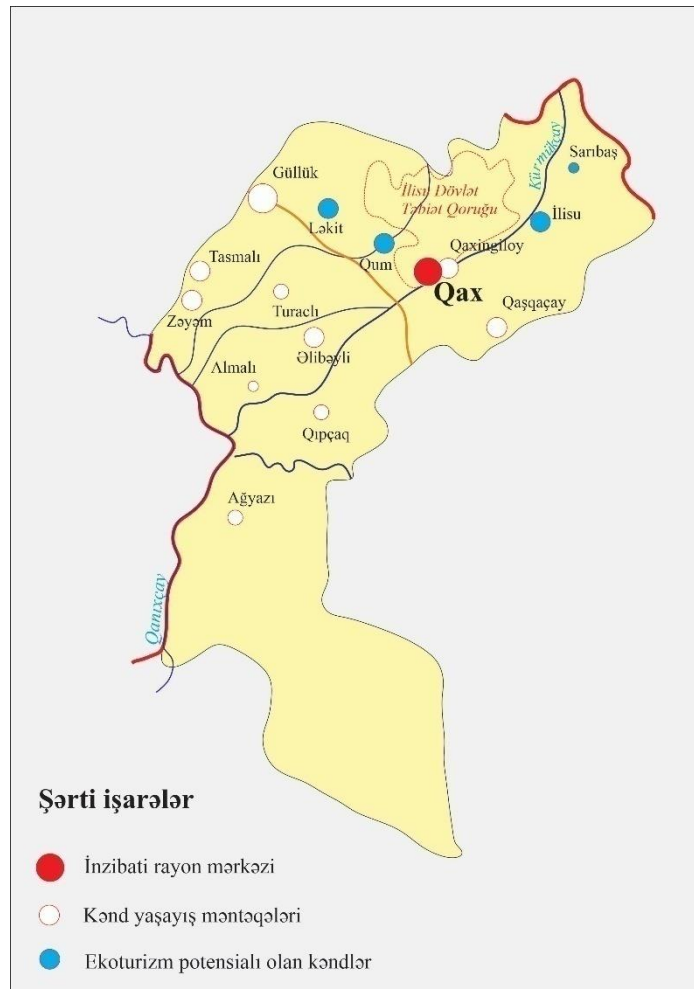 Sarıbaş
Kürmükçay
Güllük
İlisu Dövlət
Təbiət Qoruğu
İlisu
Ləkit
Qaxingiloy
Tasmalı
Qum
Qax
Turaclı
Qaşqaçay
Zəyəm
Əlibəyli
Almalı
Qıpçaq
Ağyazı
Qanıxçay
Şərti işarələr
İnzibati rayon mərkəzi
Kənd yaşayış məntəqələri
Ekoturizm potensialı olan kəndlər